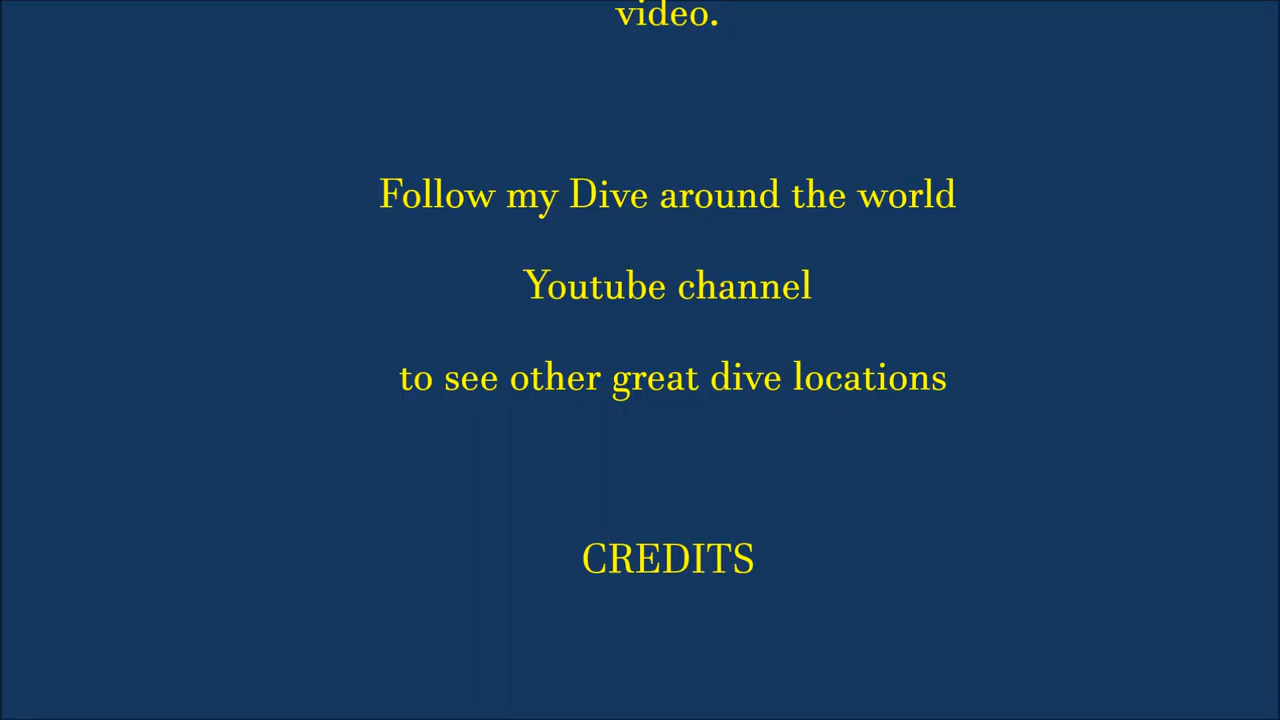 video.
Follow my Dive around the world
Youtube channel
to see other great dive locations
CREDITS